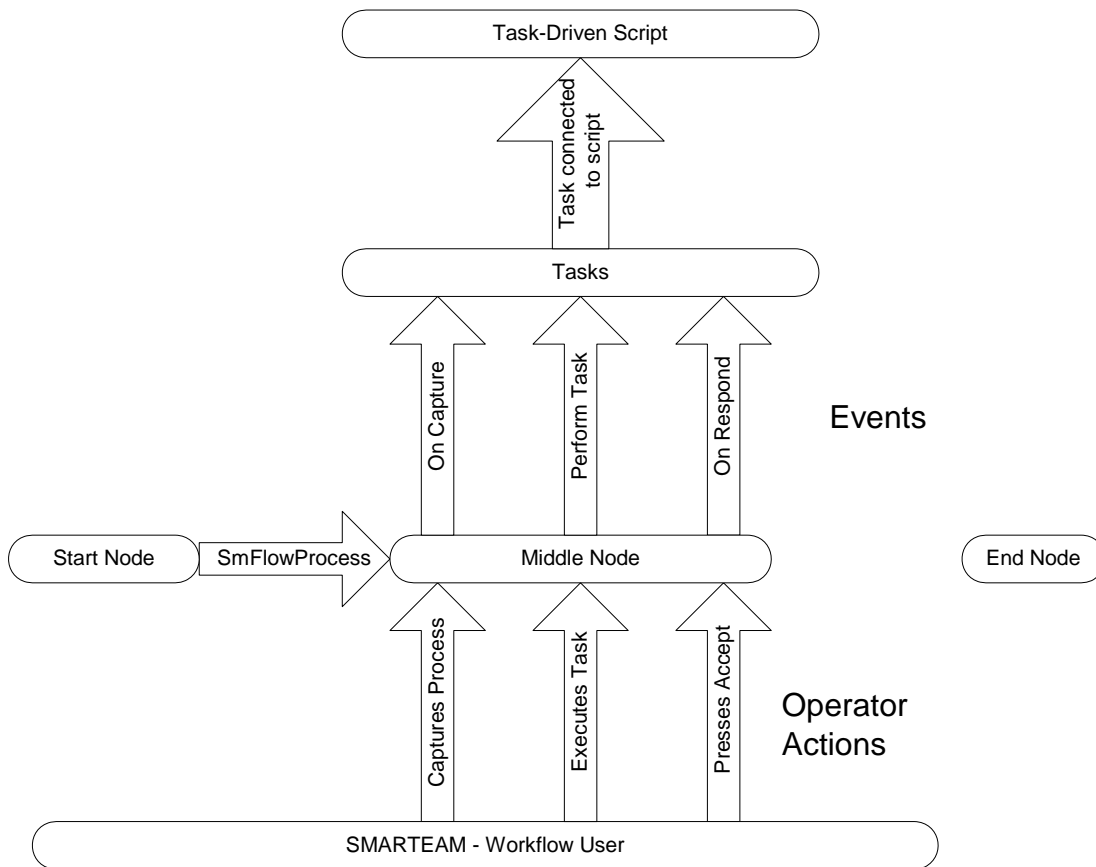 Task-Driven Script
Task connected
to script
Tasks
On Capture
Perform Task
On Respond
Events
Start Node
SmFlowProcess
Middle Node
End Node
Captures Process
Executes Task
Presses Accept
Operator
Actions
SMARTEAM - Workflow User